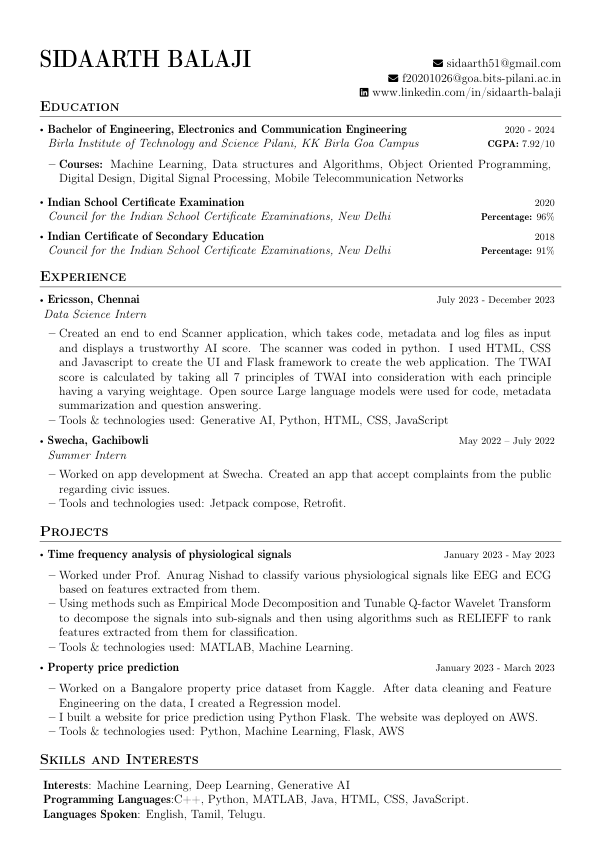 SIDAARTH BALAJI
sidaarth51@gmail.com
f20201026@goa.bits-pilani.ac.in
www.linkedin.com/in/sidaarth-balaji
EDUCATION
• Bachelor of Engineering, Electronics and Communication Engineering 2020 - 2024
Birla Institute of Technology and Science Pilani, KK Birla Goa Campus CGPA: 7.92/10
– Courses: Machine Learning, Data structures and Algorithms, Object Oriented Programming,
Digital Design, Digital Signal Processing, Mobile Telecommunication Networks
• Indian School Certificate Examination 2020
Council for the Indian School Certificate Examinations, New Delhi Percentage: 96%
• Indian Certificate of Secondary Education 2018
Council for the Indian School Certificate Examinations, New Delhi Percentage: 91%
EXPERIENCE
• Ericsson, Chennai July 2023 - December 2023
Data Science Intern
– Created an end to end Scanner application, which takes code, metadata and log files as input
and displays a trustworthy AI score. The scanner was coded in python. I used HTML, CSS
and Javascript to create the UI and Flask framework to create the web application. The TWAI
score is calculated by taking all 7 principles of TWAI into consideration with each principle
having a varying weightage. Open source Large language models were used for code, metadata
summarization and question answering.
– Tools & technologies used: Generative AI, Python, HTML, CSS, JavaScript
• Swecha, Gachibowli May 2022 – July 2022
Summer Intern
– Worked on app development at Swecha. Created an app that accept complaints from the public
regarding civic issues.
– Tools and technologies used: Jetpack compose, Retrofit.
PROJECTS
• Time frequency analysis of physiological signals January 2023 - May 2023
– Worked under Prof. Anurag Nishad to classify various physiological signals like EEG and ECG
based on features extracted from them.
– Using methods such as Empirical Mode Decomposition and Tunable Q-factor Wavelet Transform
to decompose the signals into sub-signals and then using algorithms such as RELIEFF to rank
features extracted from them for classification.
– Tools & technologies used: MATLAB, Machine Learning.
• Property price prediction January 2023 - March 2023
– Worked on a Bangalore property price dataset from Kaggle. After data cleaning and Feature
Engineering on the data, I created a Regression model.
– I built a website for price prediction using Python Flask. The website was deployed on AWS.
– Tools & technologies used: Python, Machine Learning, Flask, AWS
SKILLS AND INTERESTS
Interests: Machine Learning, Deep Learning, Generative AI
Programming Languages:C++, Python, MATLAB, Java, HTML, CSS, JavaScript.
Languages Spoken: English, Tamil, Telugu.